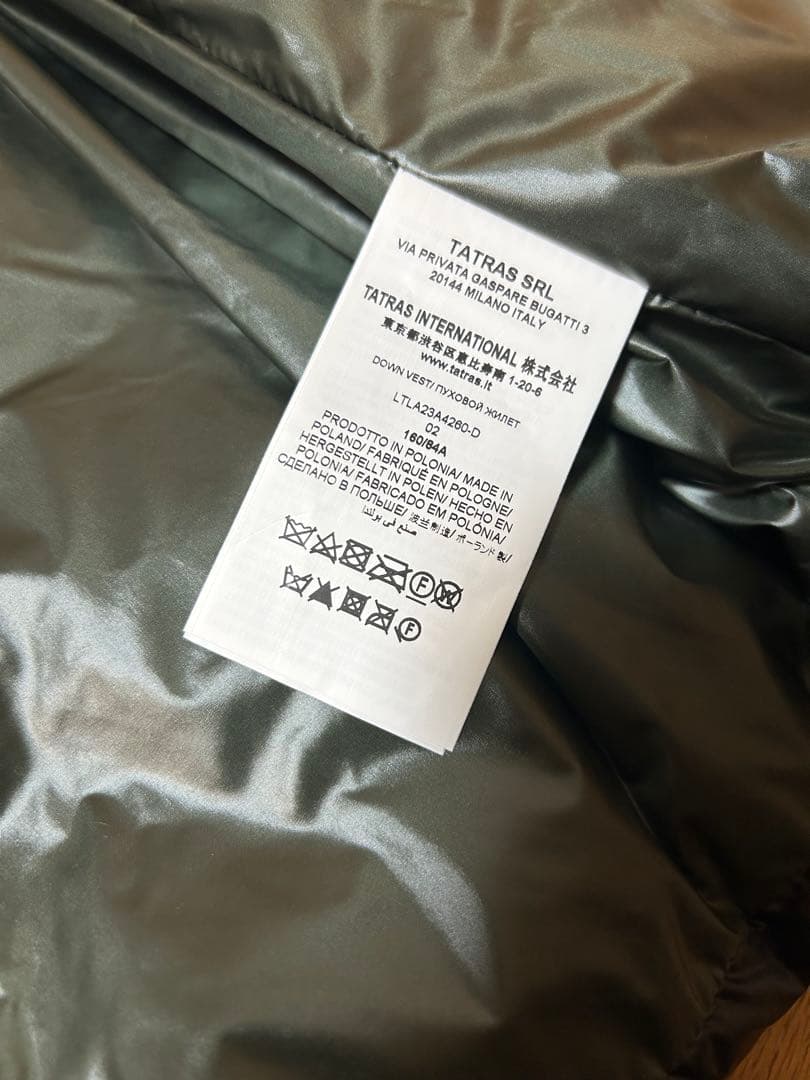 TATRAS SRL
VIA PRIVATA GASPARE BUGATTI 3
20144 MILANO ITALY
TATRAS INTERNATIONAL 株式会社
東京都渋谷区恵比寿南 1-20-6
www.tatras.it
DOWN VEST/ ПУХОВОЙ ЖИЛЕТ
LTLA23A4260-D
02
160/84A
PRODOTTO IN POLONIA/ MADE IN
POLAND/ FABRIQUÉ EN POLOGNE/
HERGESTELLT IN POLEN/ HECHO EN
POLONIA/ FABRICADO EM POLÓNIA/
СДЕЛАНО В ПОЛЬШЕ/ 波兰制造/ ポーランド製/
صنع في بولندا
F W
F